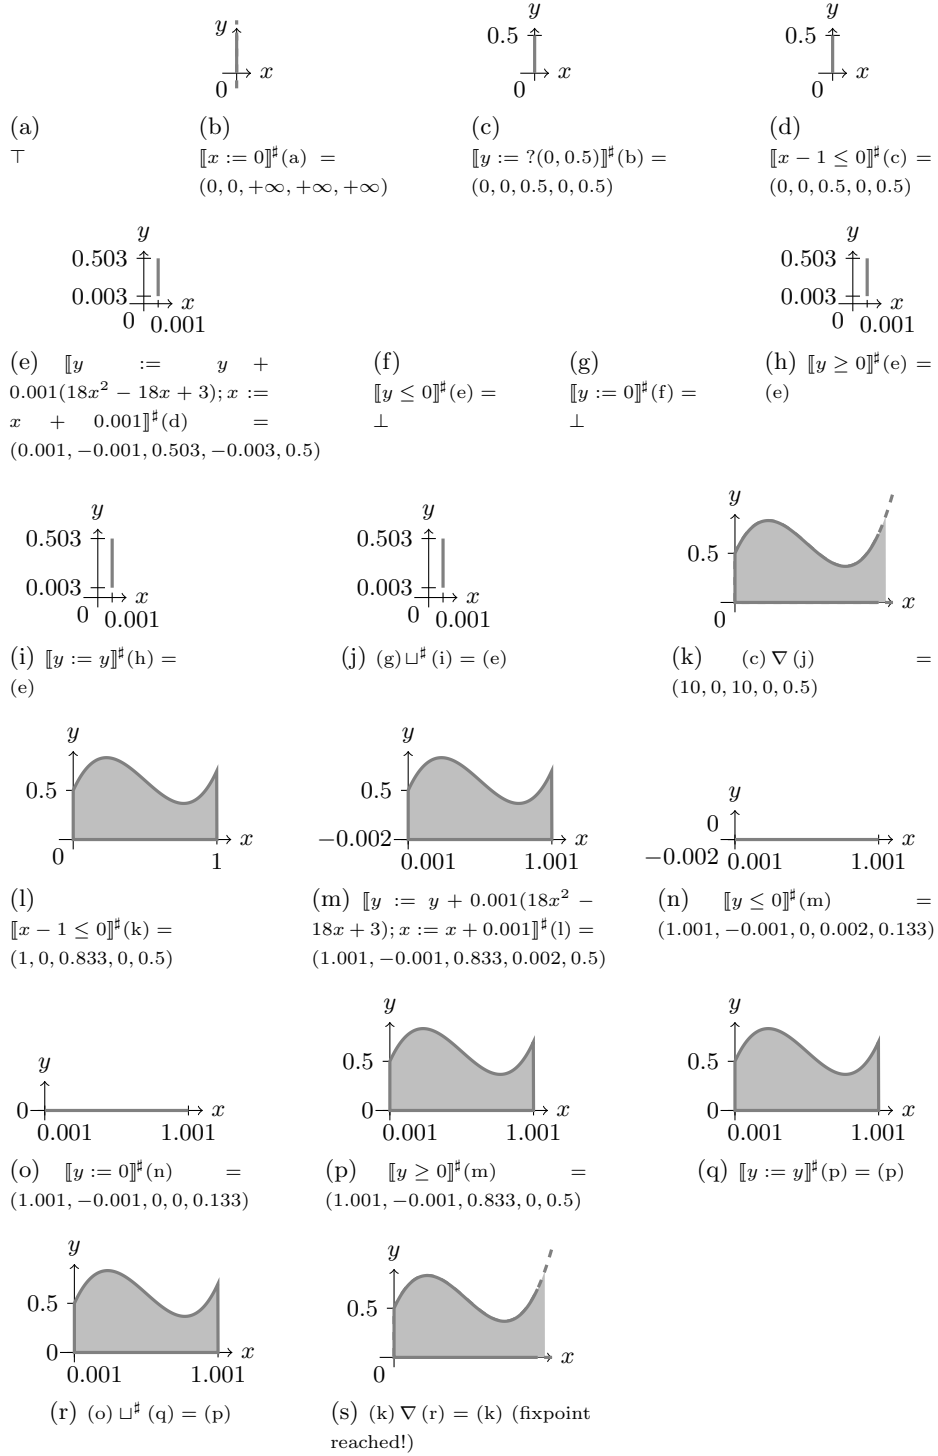 y
x
0
(a)
⊤
(b)
⟦x := 0⟧♯(a) =
(0, 0, +∞, +∞, +∞)
y
0.5
x
0
(c)
⟦y := ?(0, 0.5)⟧♯(b) =
(0, 0, 0.5, 0, 0.5)
y
0.5
x
0
(d)
⟦x − 1 ≤ 0⟧♯(c) =
(0, 0, 0.5, 0, 0.5)
y
0.503
0.003
x
0 0.001
(e) ⟦y := y +
0.001(18x² − 18x + 3); x :=
x + 0.001⟧♯(d) =
(0.001, −0.001, 0.503, −0.003, 0.5)
(f)
⟦y ≤ 0⟧♯(e) =
⊥
(g)
⟦y := 0⟧♯(f) =
⊥
y
0.503
0.003
x
0 0.001
(h) ⟦y ≥ 0⟧♯(e) =
(e)
y
0.503
0.003
x
0 0.001
(i) ⟦y := y⟧♯(h) =
(e)
y
0.503
0.003
x
0 0.001
(j) (g) ⊔♯ (i) = (e)
y
0.5
x
0
(k) (c) ∇ (j) =
(10, 0, 10, 0, 0.5)
y
0.5
x
0 1
(l)
⟦x − 1 ≤ 0⟧♯(k) =
(1, 0, 0.833, 0, 0.5)
y
0.5
−0.002
x
0.001 1.001
(m) ⟦y := y + 0.001(18x² −
18x + 3); x := x + 0.001⟧♯(l) =
(1.001, −0.001, 0.833, 0.002, 0.5)
y
0
x
−0.002 0.001 1.001
(n) ⟦y ≤ 0⟧♯(m) =
(1.001, −0.001, 0, 0.002, 0.133)
y
0
x
0.001 1.001
(o) ⟦y := 0⟧♯(n) =
(1.001, −0.001, 0, 0, 0.133)
y
0.5
0
x
0.001 1.001
(p) ⟦y ≥ 0⟧♯(m) =
(1.001, −0.001, 0.833, 0, 0.5)
y
0.5
0
x
0.001 1.001
(q) ⟦y := y⟧♯(p) = (p)
y
0.5
0
x
0.001 1.001
(r) (o) ⊔♯ (q) = (p)
y
0.5
x
0
(s) (k) ∇ (r) = (k) (fixpoint
reached!)